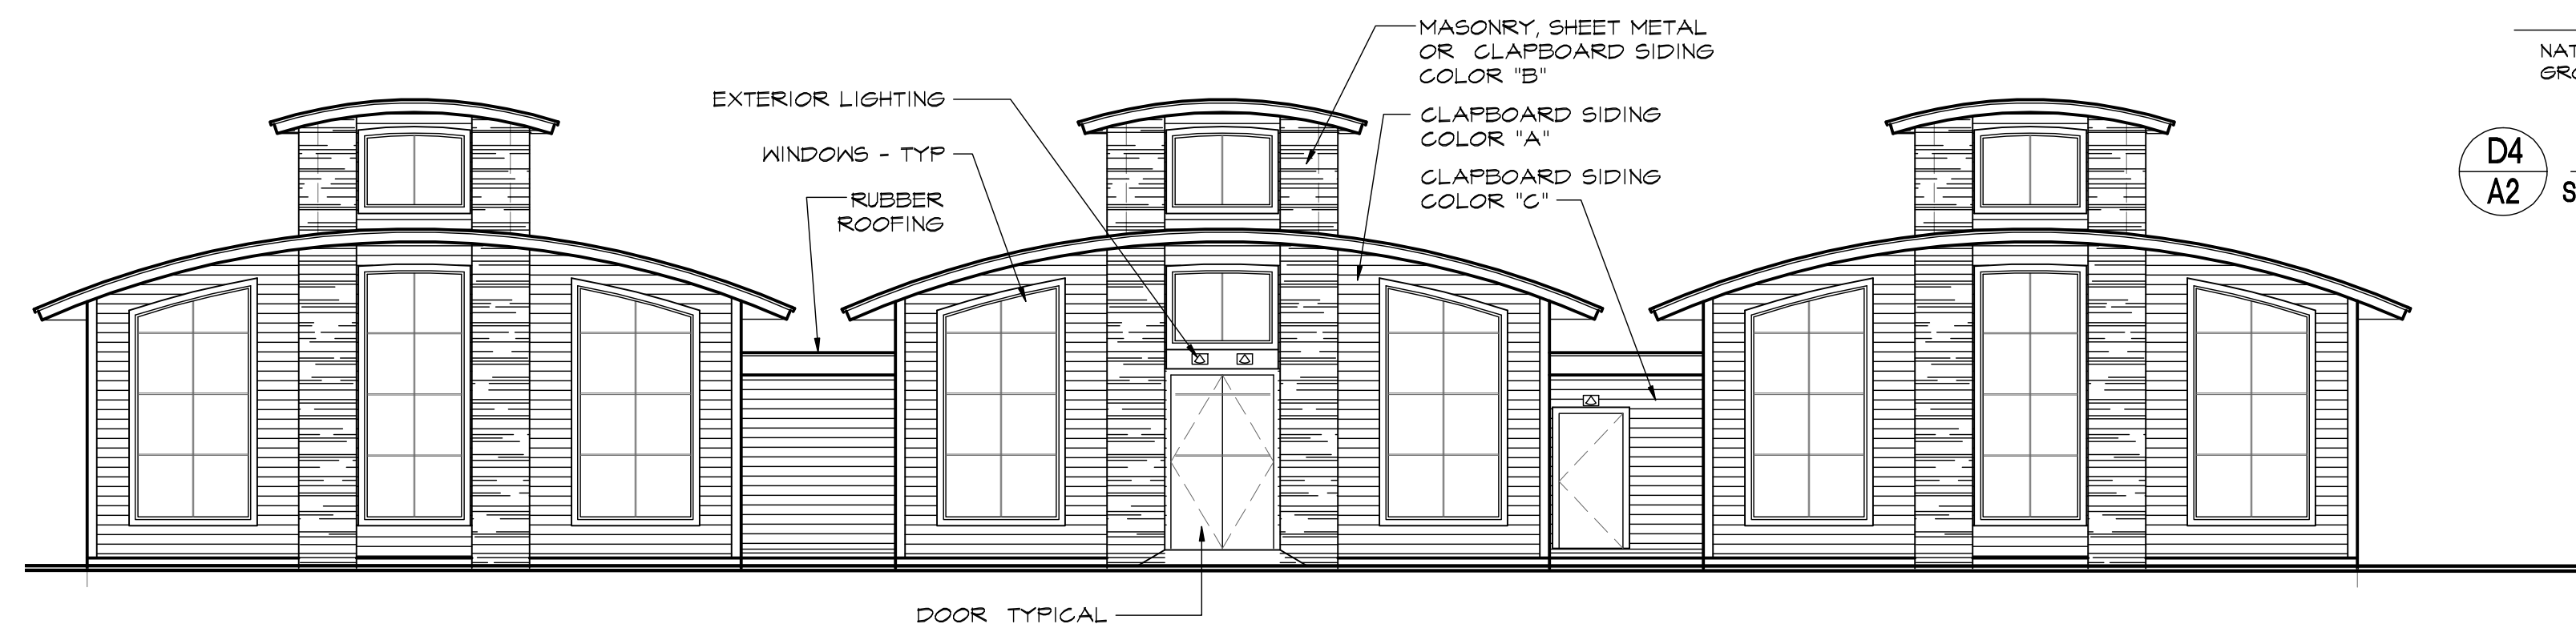 MASONRY, SHEET METAL
OR CLAPBOARD SIDING
COLOR "B"
EXTERIOR LIGHTING
CLAPBOARD SIDING
COLOR "A"
WINDOWS - TYP
CLAPBOARD SIDING
COLOR "C"
RUBBER
ROOFING
DOOR TYPICAL
NAT
GRO
D4
A2
S